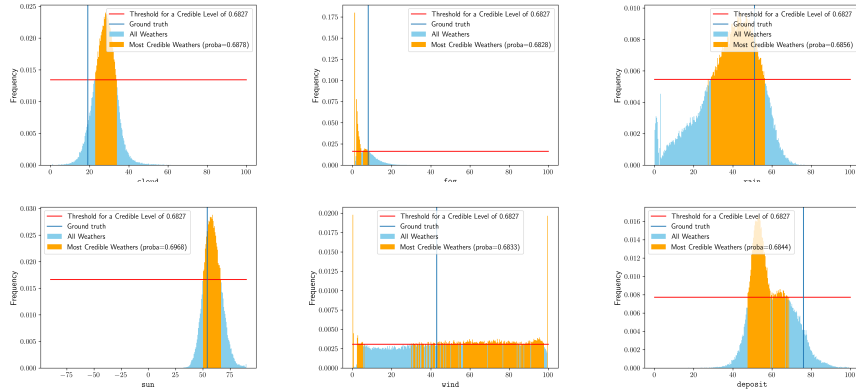 Threshold for a Credible Level of 0.6827
Ground truth
All Weathers
Most Credible Weathers (proba=0.6878)
Frequency
0.025
0.020
0.015
0.010
0.005
0.000
0 20 40 60 80 100
cloud
Threshold for a Credible Level of 0.6827
Ground truth
All Weathers
Most Credible Weathers (proba=0.6828)
Frequency
0.175
0.150
0.125
0.100
0.075
0.050
0.025
0.000
0 20 40 60 80 100
fog
Threshold for a Credible Level of 0.6827
Ground truth
All Weathers
Most Credible Weathers (proba=0.6856)
Frequency
0.010
0.008
0.006
0.004
0.002
0.000
0 20 40 60 80 100
rain
Threshold for a Credible Level of 0.6827
Ground truth
All Weathers
Most Credible Weathers (proba=0.6968)
Frequency
0.030
0.025
0.020
0.015
0.010
0.005
0.000
−75 −50 −25 0 25 50 75
sun
Threshold for a Credible Level of 0.6827
Ground truth
All Weathers
Most Credible Weathers (proba=0.6833)
Frequency
0.0200
0.0175
0.0150
0.0125
0.0100
0.0075
0.0050
0.0025
0.0000
0 20 40 60 80 100
wind
Threshold for a Credible Level of 0.6827
Ground truth
All Weathers
Most Credible Weathers (proba=0.6844)
Frequency
0.016
0.014
0.012
0.010
0.008
0.006
0.004
0.002
0.000
0 20 40 60 80 100
deposit